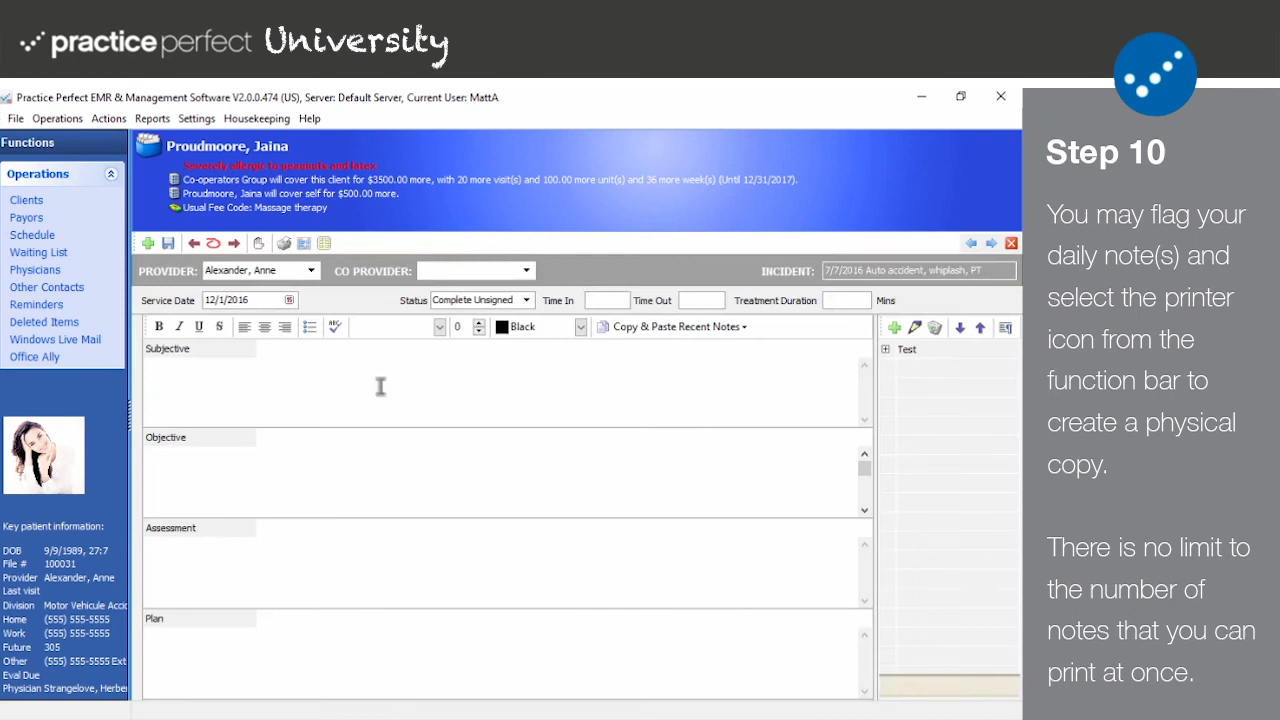 practice perfect University
Practice Perfect EMR & Management Software V2.0.0.474 (US), Server: Default Server, Current User: MattA
File Operations Actions Reports Settings Housekeeping Help
Functions
Operations
Clients
Payors
Schedule
Waiting List
Physicians
Other Contacts
Reminders
Deleted Items
Windows Live Mail
Office Ally
Key patient information:
DOB 9/9/1989, 27:7
File # 100031
Provider Alexander, Anne
Last visit
Division Motor Vehicule Accic
Home (555) 555-5555
Work (555) 555-5555
Future 305
Other (555) 555-5555 Ext
Eval Due
Physician Strangelove, Herber
Proudmoore, Jaina
Severely allergic to peanuts and latex
Co-operators Group will cover this client for $3500.00 more, with 20 more visit(s) and 100.00 more unit(s) and 36 more week(s) (Until 12/31/2017).
Proudmoore, Jaina will cover self for $500.00 more.
Usual Fee Code: Massage therapy
PROVIDER: Alexander, Anne CO PROVIDER: INCIDENT: 7/7/2016 Auto accident, whiplash, PT
Service Date 12/1/2016 Status Complete Unsigned Time In Time Out Treatment Duration Mins
B I U S ABC 0 Black Copy & Paste Recent Notes
Subjective
Objective
Assessment
Plan
Test
Step 10
You may flag your
daily note(s) and
select the printer
icon from the
function bar to
create a physical
copy.
There is no limit to
the number of
notes that you can
print at once.